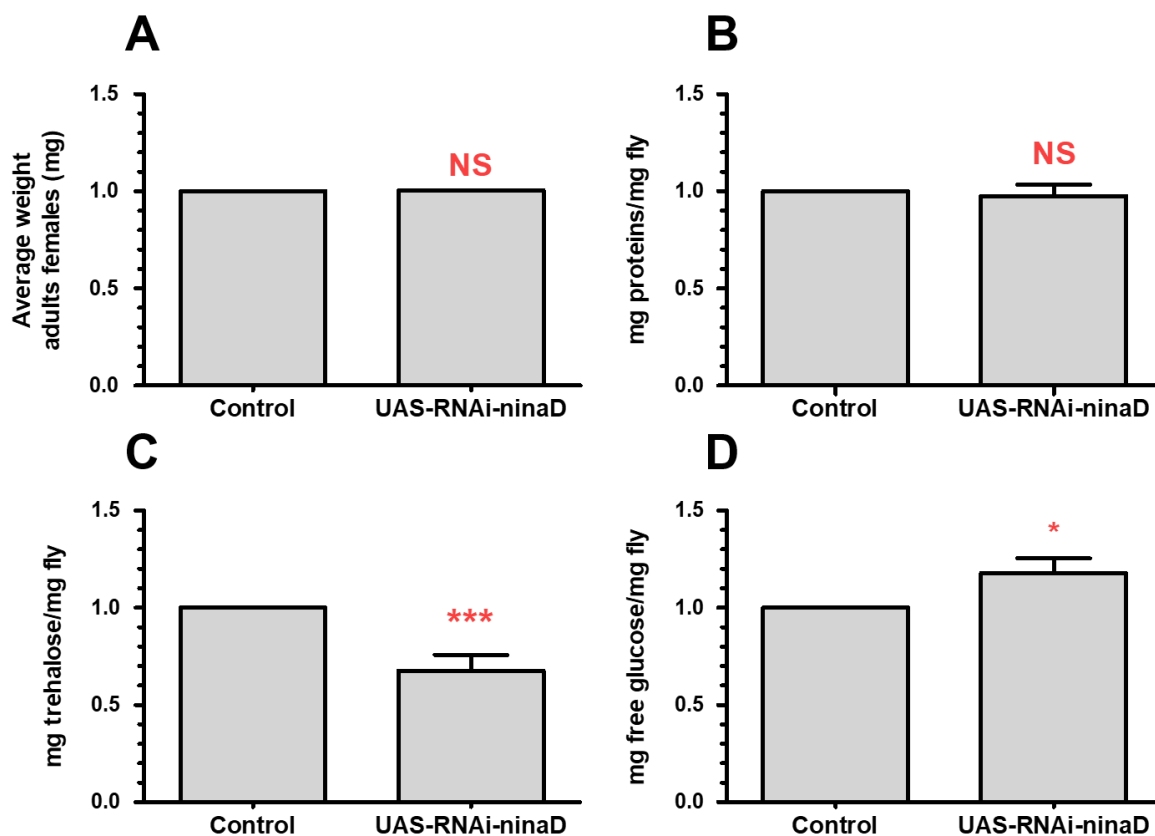 A
Average weight
adults females (mg)
1.5
1.0
0.5
0.0
NS
Control
UAS-RNAi-ninaD
B
mg proteins/mg fly
1.5
1.0
0.5
0.0
NS
Control
UAS-RNAi-ninaD
C
mg trehalose/mg fly
1.5
1.0
0.5
0.0
***
Control
UAS-RNAi-ninaD
D
mg free glucose/mg fly
1.5
1.0
0.5
0.0
*
Control
UAS-RNAi-ninaD